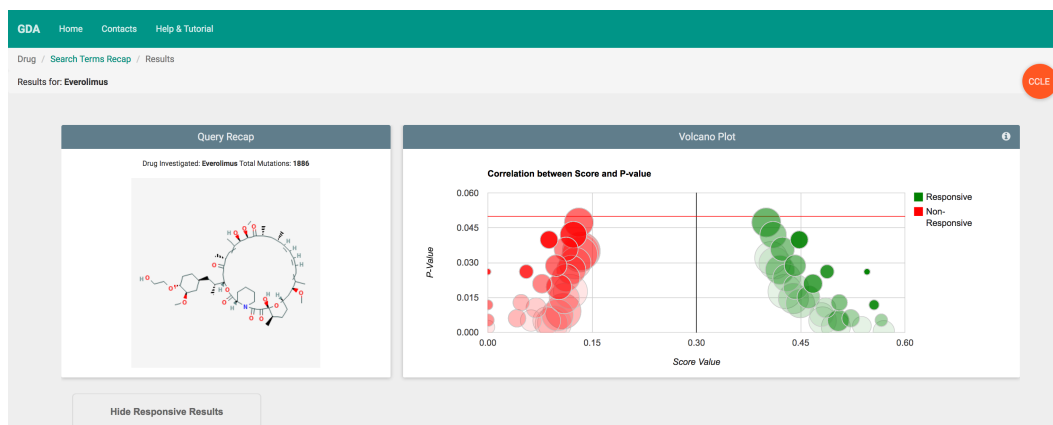 GDA Home Contacts Help & Tutorial
Drug / Search Terms Recap / Results
Results for: Everolimus
CCLE
Query Recap
Drug Investigated: Everolimus Total Mutations: 1886
Volcano Plot
Correlation between Score and P-value
0.060
0.045
0.030
0.015
0.000
P-Value
0.00 0.15 0.30 0.45 0.60
Score Value
Responsive
Non-
Responsive
Hide Responsive Results